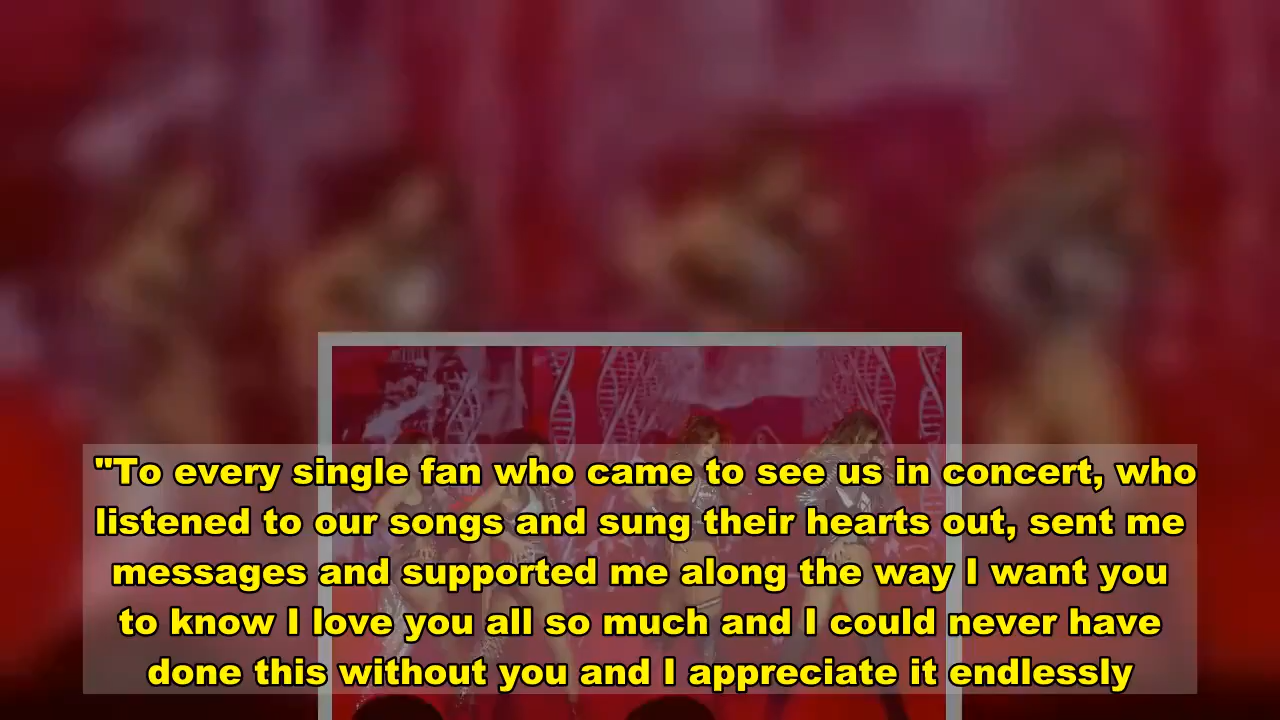 "To every single fan who came to see us in concert, who
listened to our songs and sung their hearts out, sent me
messages and supported me along the way I want you
to know I love you all so much and I could never have
done this without you and I appreciate it endlessly